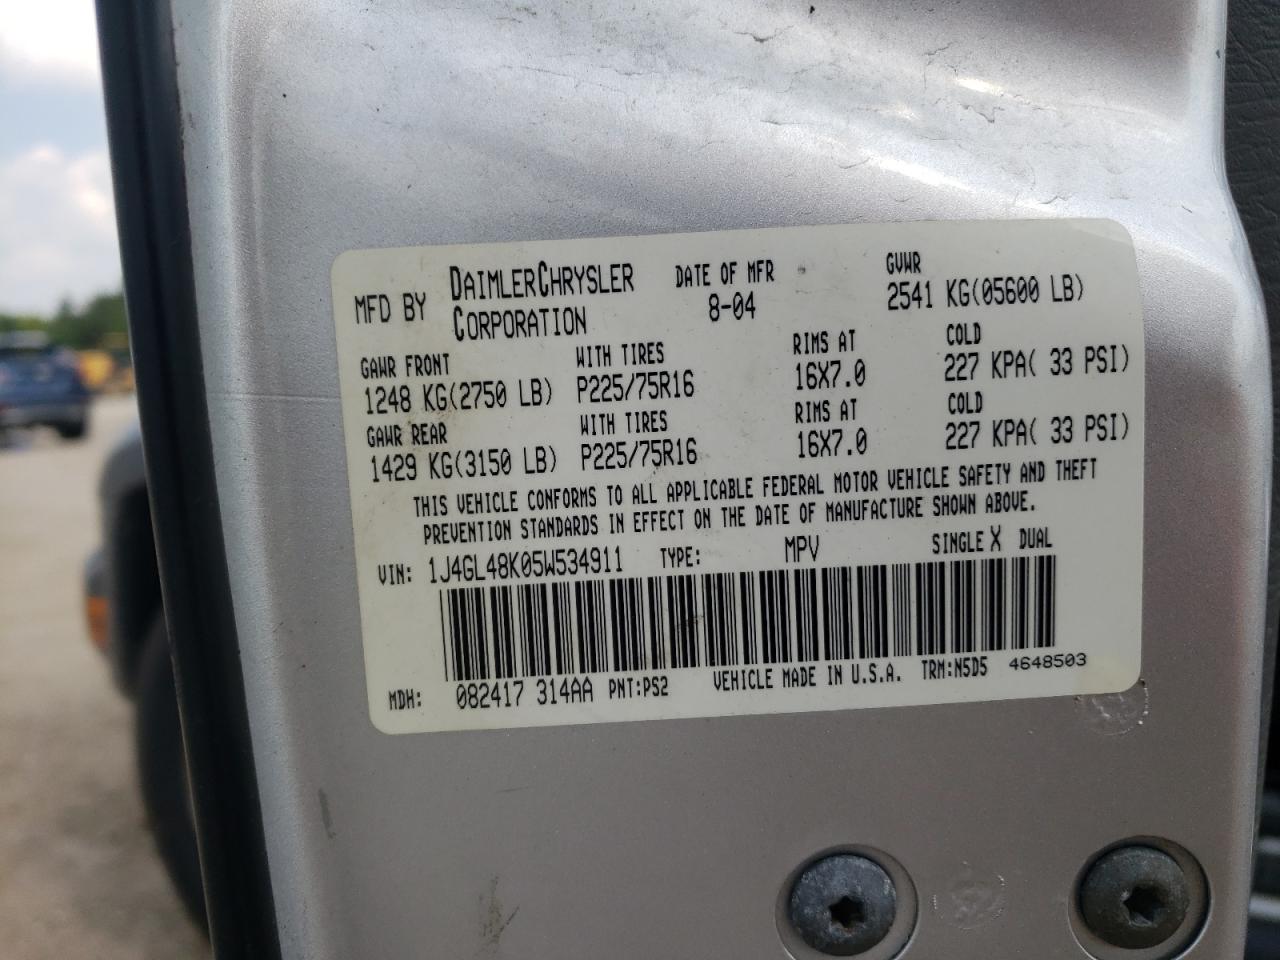 MFD BY DAIMLERCHRYSLER CORPORATION DATE OF MFR 8-04 GVWR 2541 KG(05600 LB)
GAWR FRONT WITH TIRES RIMS AT COLD
1248 KG(2750 LB) P225/75R16 16X7.0 227 KPA( 33 PSI)
GAWR REAR WITH TIRES RIMS AT COLD
1429 KG(3150 LB) P225/75R16 16X7.0 227 KPA( 33 PSI)
THIS VEHICLE CONFORMS TO ALL APPLICABLE FEDERAL MOTOR VEHICLE SAFETY AND THEFT
PREVENTION STANDARDS IN EFFECT ON THE DATE OF MANUFACTURE SHOWN ABOVE.
VIN: 1J4GL48K05W534911 TYPE: MPV SINGLE X DUAL
MDH: 082417 314AA PNT:PS2 VEHICLE MADE IN U.S.A. TRM:N5D5 4648503